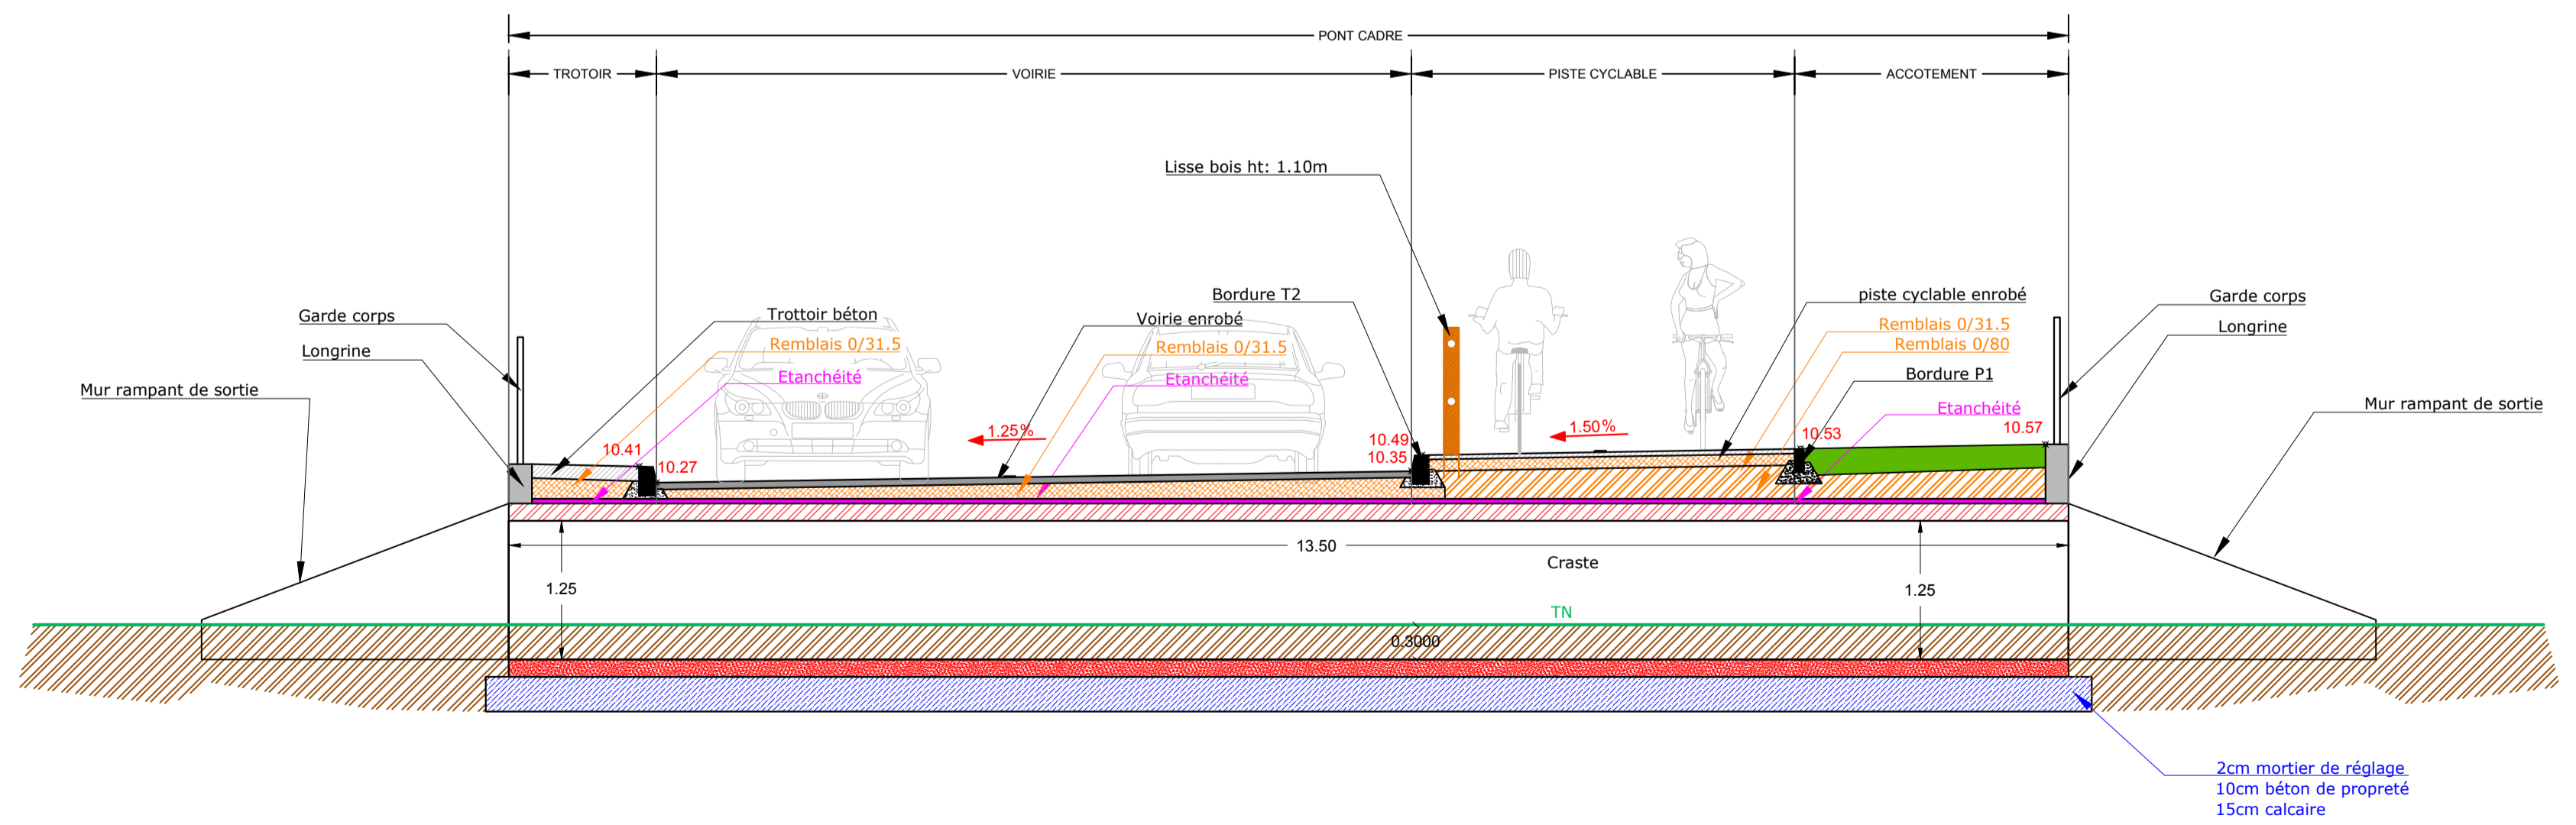 PONT CADRE
TROTOIR
VOIRIE
PISTE CYCLABLE
ACCOTEMENT
Lisse bois ht: 1.10m
Bordure T2
piste cyclable enrobé
Garde corps
Garde corps
Trottoir béton
Voirie enrobé
Remblais 0/31.5
Longrine
Longrine
Remblais 0/31.5
Remblais 0/31.5
Remblais 0/80
Etanchéité
Etanchéité
Bordure P1
Mur rampant de sortie
Mur rampant de sortie
Etanchéité
1.25%
1.50%
10.57
10.49
10.53
10.41
10.35
10.27
13.50
Craste
1.25
1.25
TN
0.3000
2cm mortier de réglage
10cm béton de propreté
15cm calcaire